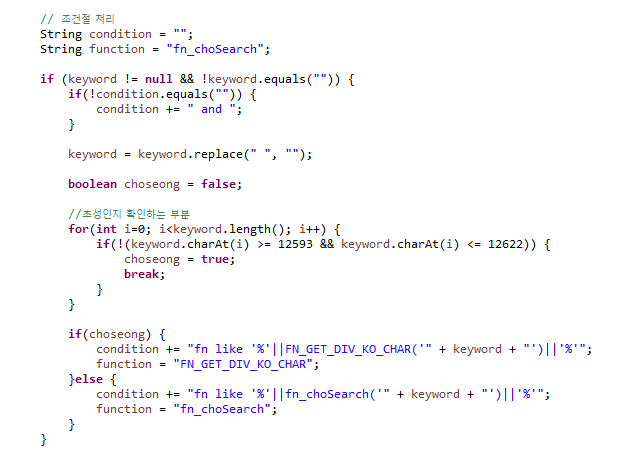 // 조건절 처리
String condition = "";
String function = "fn_choSearch";
if (keyword != null && !keyword.equals("")) {
if(!condition.equals("")) {
condition += " and ";
}
keyword = keyword.replace(" ", "");
boolean choseong = false;
//초성인지 확인하는 부분
for(int i=0; i<keyword.length(); i++) {
if(!(keyword.charAt(i) >= 12593 && keyword.charAt(i) <= 12622)) {
choseong = true;
break;
}
}
if(choseong) {
condition += "fn like '%'||FN_GET_DIV_KO_CHAR('" + keyword + "')||'%'";
function = "FN_GET_DIV_KO_CHAR";
}else {
condition += "fn like '%'||fn_choSearch('" + keyword + "')||'%'";
function = "fn_choSearch";
}
}